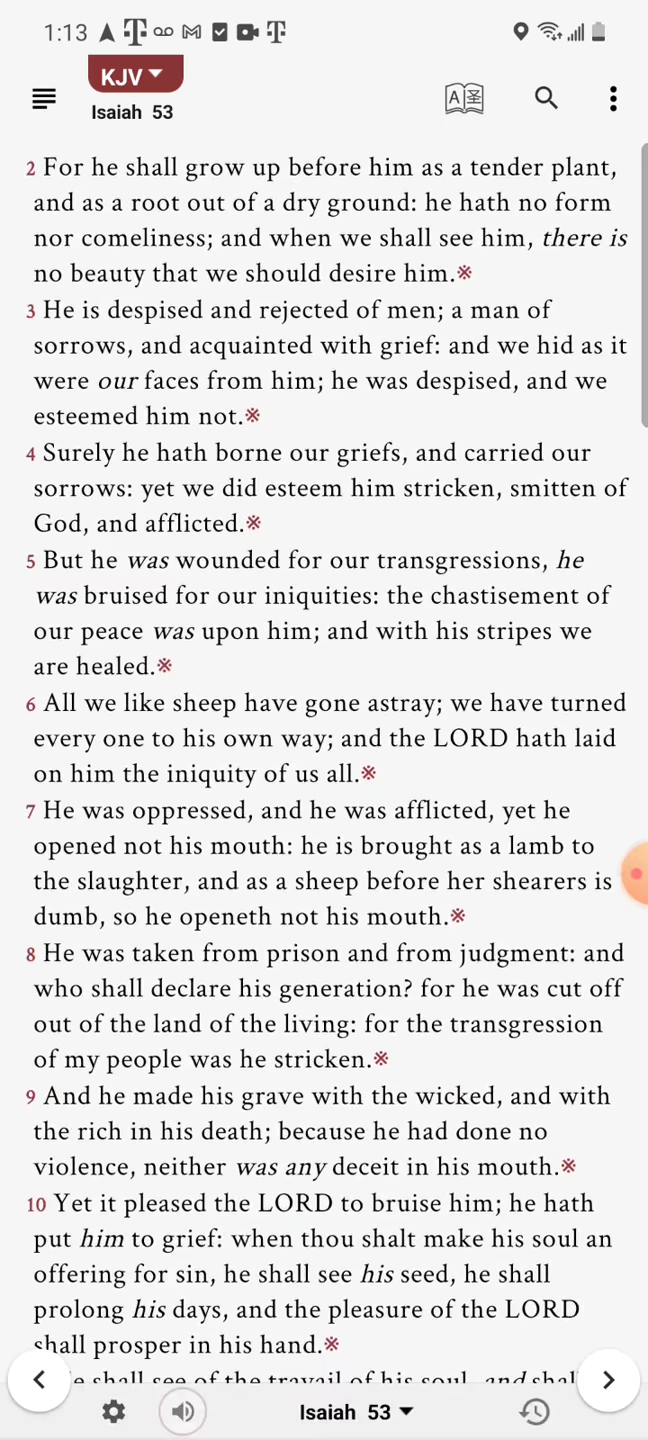 1:13
KJV
Isaiah 53
2 For he shall grow up before him as a tender plant,
and as a root out of a dry ground: he hath no form
nor comeliness; and when we shall see him, there is
no beauty that we should desire him.※
3 He is despised and rejected of men; a man of
sorrows, and acquainted with grief: and we hid as it
were our faces from him; he was despised, and we
esteemed him not.※
4 Surely he hath borne our griefs, and carried our
sorrows: yet we did esteem him stricken, smitten of
God, and afflicted.※
5 But he was wounded for our transgressions, he
was bruised for our iniquities: the chastisement of
our peace was upon him; and with his stripes we
are healed.※
6 All we like sheep have gone astray; we have turned
every one to his own way; and the LORD hath laid
on him the iniquity of us all.※
7 He was oppressed, and he was afflicted, yet he
opened not his mouth: he is brought as a lamb to
the slaughter, and as a sheep before her shearers is
dumb, so he openeth not his mouth.※
8 He was taken from prison and from judgment: and
who shall declare his generation? for he was cut off
out of the land of the living: for the transgression
of my people was he stricken.※
9 And he made his grave with the wicked, and with
the rich in his death; because he had done no
violence, neither was any deceit in his mouth.※
10 Yet it pleased the LORD to bruise him; he hath
put him to grief: when thou shalt make his soul an
offering for sin, he shall see his seed, he shall
prolong his days, and the pleasure of the LORD
shall prosper in his hand.※
shall see of the travail of his soul, and shal
Isaiah 53